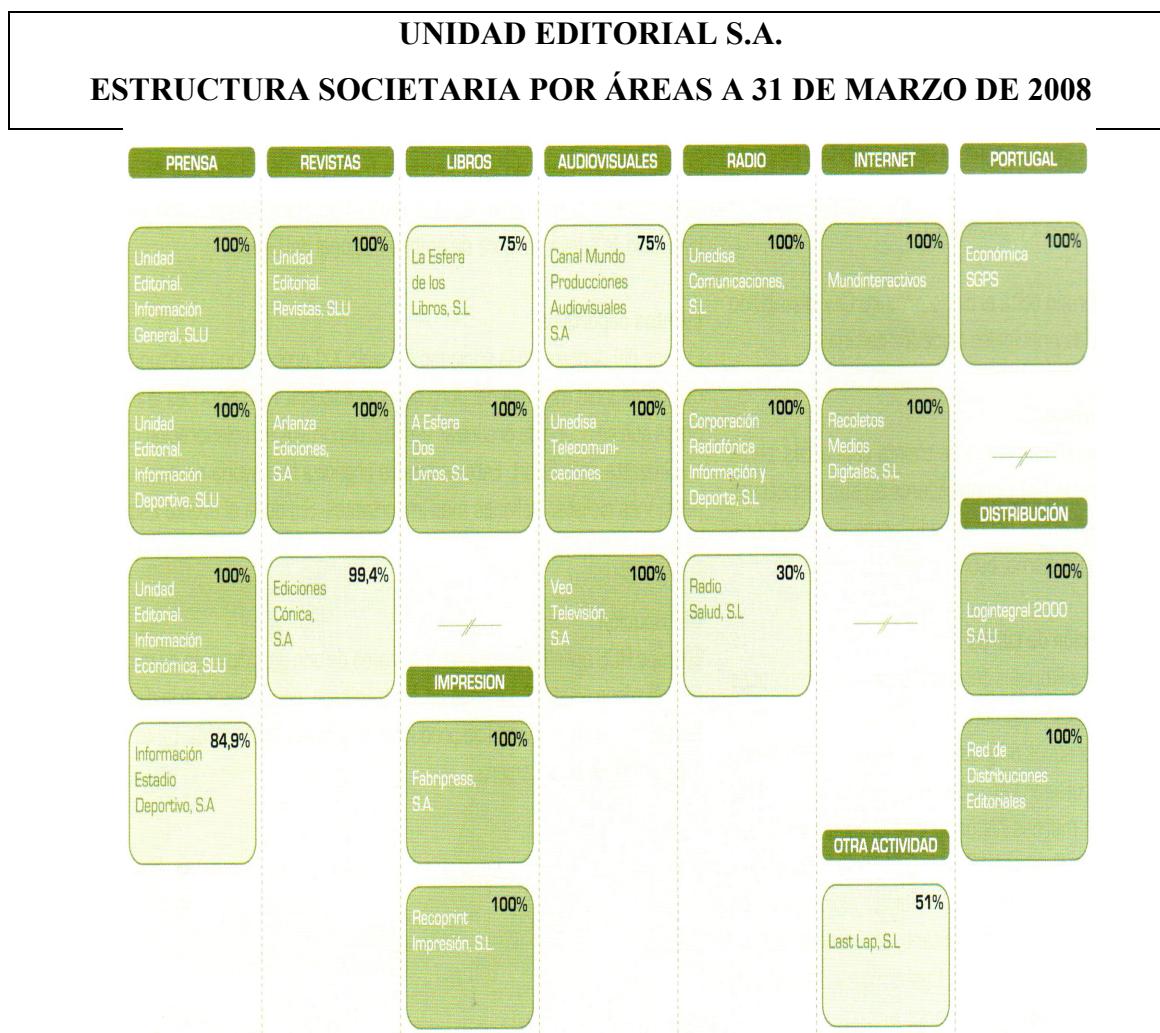 UNIDAD EDITORIAL S.A.
ESTRUCTURA SOCIETARIA POR ÁREAS A 31 DE MARZO DE 2008
PRENSA
100%
Unidad
Editorial.
Información
General, SLU
100%
Unidad
Editorial.
Información
Deportiva, SLU
100%
Unidad
Editorial.
Información
Económica, SLU
84,9%
Información
Estadio
Deportivo, S.A
REVISTAS
100%
Unidad
Editorial.
Revistas, SLU
100%
Arlanza
Ediciones,
S.A
99,4%
Ediciones
Cónica,
S.A
LIBROS
75%
La Esfera
de los
Libros, S.L
100%
A Esfera
Dos
Livros, S.L
IMPRESION
100%
Fabripress,
S.A.
100%
Recoprint
Impresión, S.L.
AUDIOVISUALES
75%
Canal Mundo
Producciones
Audiovisuales
S.A
100%
Unedisa
Telecomuni-
caciones
100%
Veo
Televisión,
S.A
RADIO
100%
Unedisa
Comunicaciones,
S.L
100%
Corporación
Radiofónica
Información y
Deporte, S.L
30%
Radio
Salud, S.L
INTERNET
100%
Mundinteractivos
100%
Recoletos
Medios
Digitales, S.L
OTRA ACTIVIDAD
51%
Last Lap, S.L
PORTUGAL
100%
Económica
SGPS
DISTRIBUCIÓN
100%
Logintegral 2000
S.A.U.
100%
Red de
Distribuciones
Editoriales